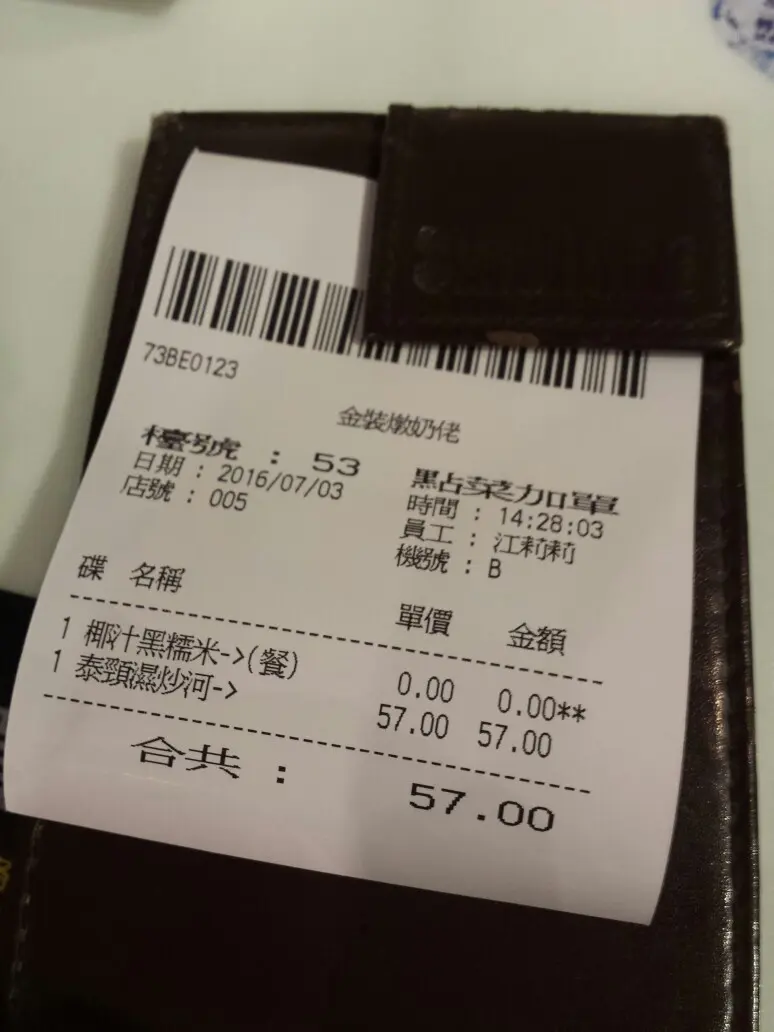 73BE0123
金裝燉奶佬
檯號 : 53
點菜加單
日期 : 2016/07/03
時間 : 14:28:03
店號 : 005
員工 : 江莉莉
機號 : B
碟 名稱 單價 金額
1 椰汁黑糯米->(餐) 0.00 0.00**
1 泰頸濕炒河-> 57.00 57.00
合共 : 57.00